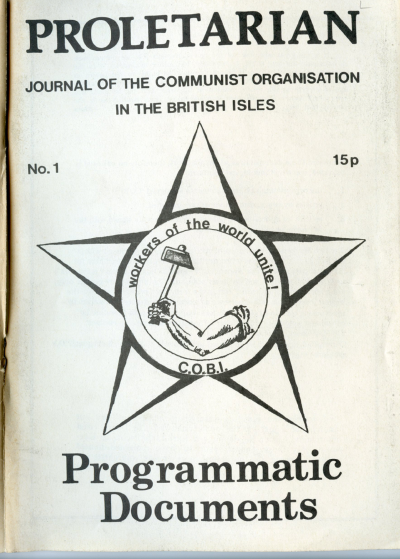 PROLETARIAN
JOURNAL OF THE COMMUNIST ORGANISATION
IN THE BRITISH ISLES
No. 1
15p
workers of the world unite!
C.O.B.I.
Programmatic
Documents